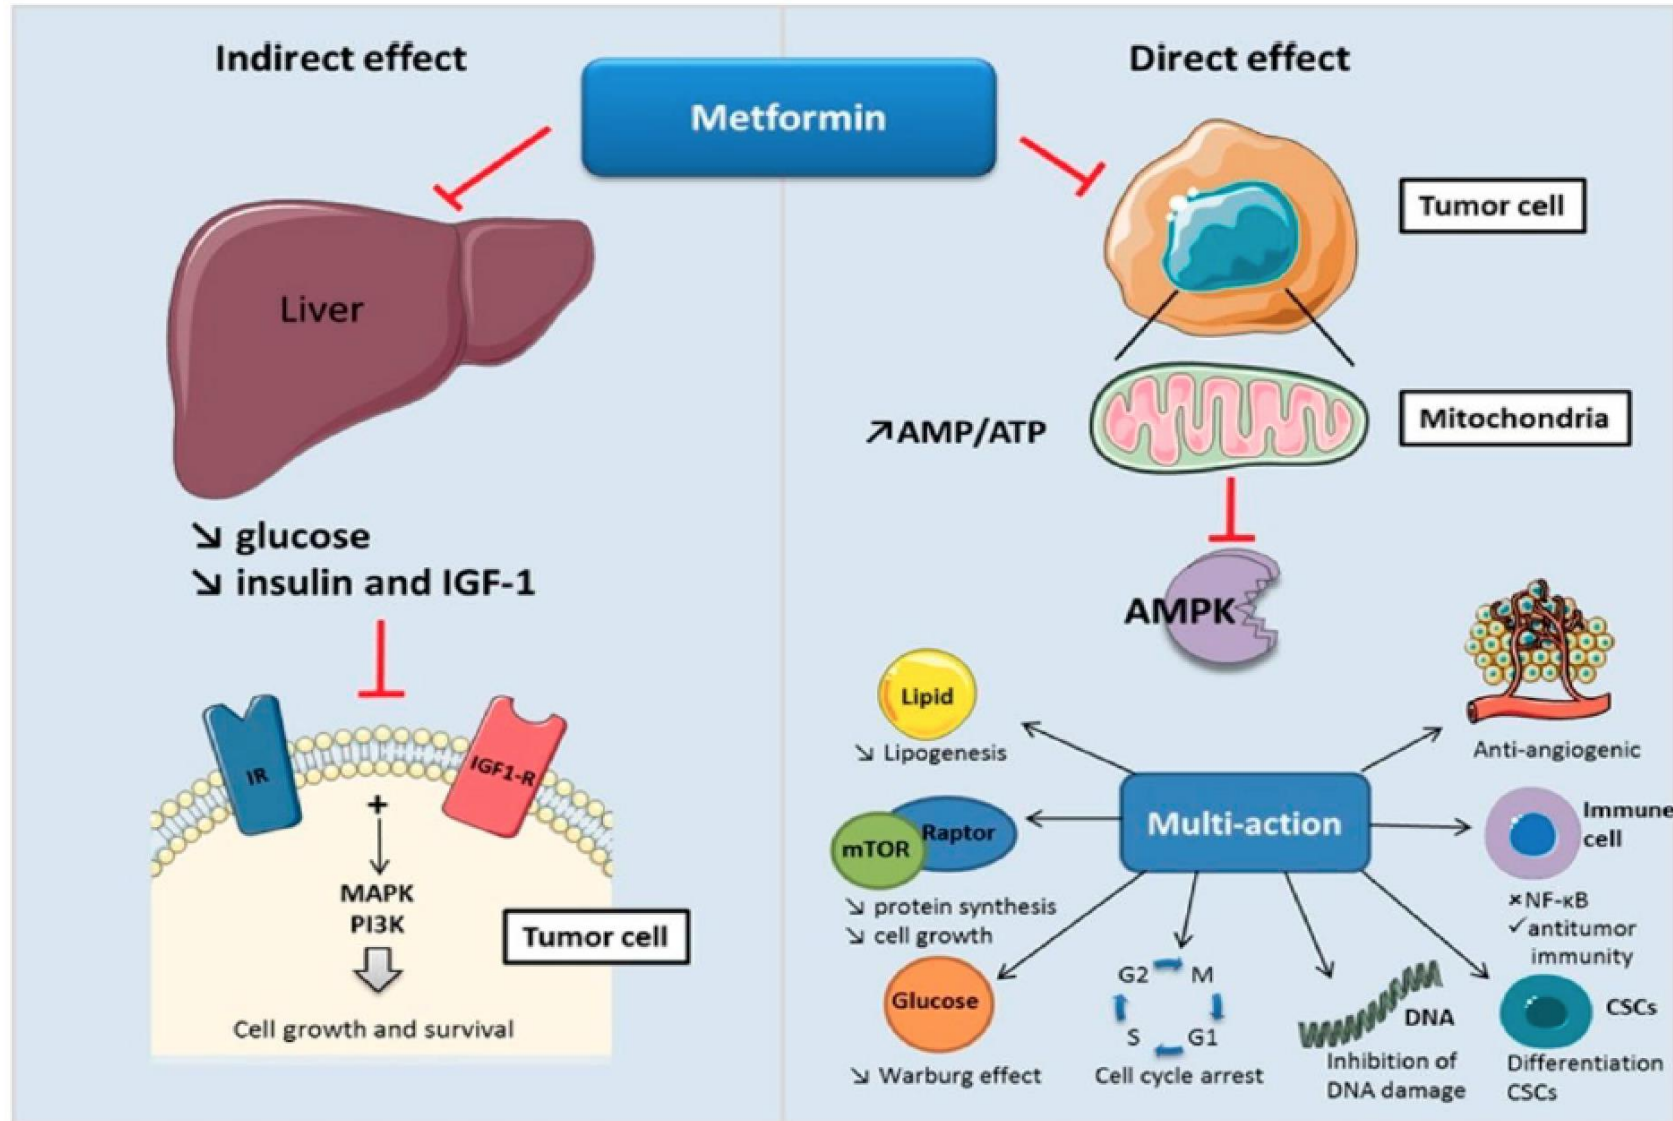 Indirect effect
Metformin
Direct effect
Tumor cell
Liver
Mitochondria
↗AMP/ATP
↘ glucose
↘ insulin and IGF-1
AMPK
IR
IGF1-R
+
MAPK
PI3K
Tumor cell
Cell growth and survival
Lipid
↘ Lipogenesis
Anti-angiogenic
Multi-action
mTOR
Raptor
↘ protein synthesis
↘ cell growth
Immune
cell
×NF-κB
✓antitumor
immunity
Glucose
↘ Warburg effect
G2
M
S
G1
Cell cycle arrest
DNA
Inhibition of
DNA damage
CSCs
Differentiation
CSCs